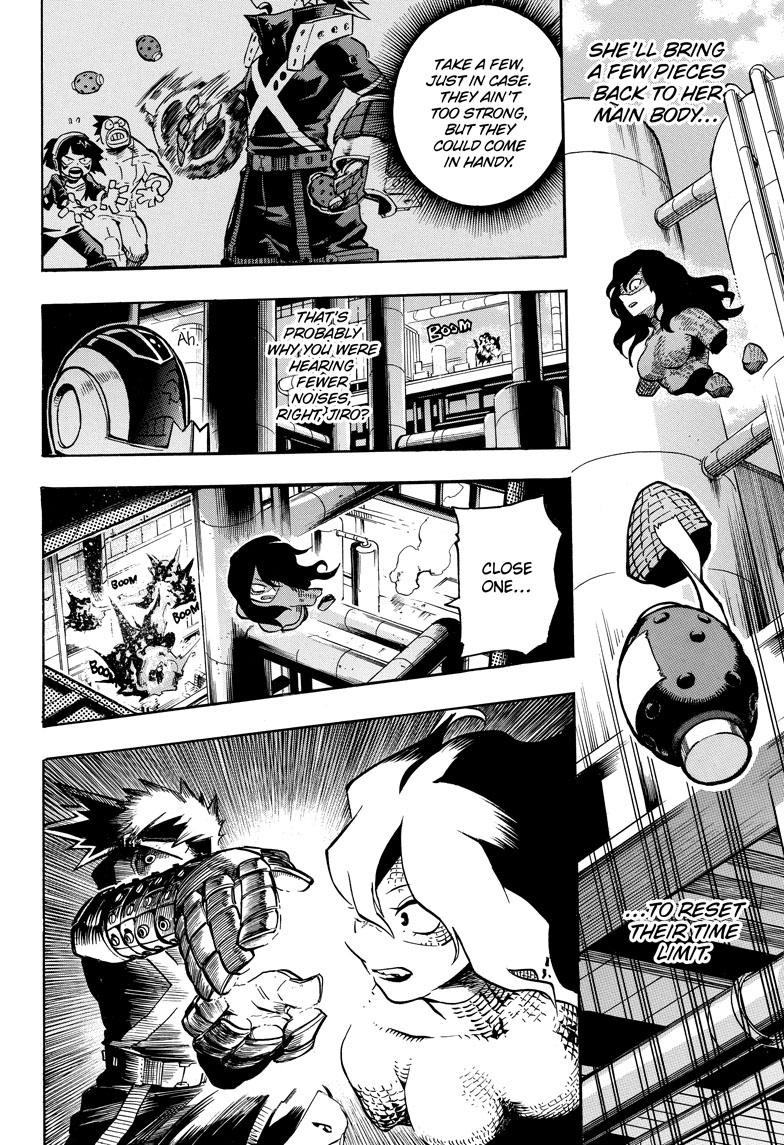 SHE'LL BRING
A FEW PIECES
BACK TO HER
MAIN BODY...
...TO RESET
THEIR TIME
LIMIT.
TAKE A FEW,
JUST IN CASE.
THEY AIN'T
TOO STRONG,
BUT THEY
COULD COME
IN HANDY.
BOOM
THAT'S
PROBABLY
WHY YOU WERE
HEARING
FEWER
NOISES,
RIGHT, JIRO?
Ah!
CLOSE
ONE...
BOOM
BOOM
BOOM